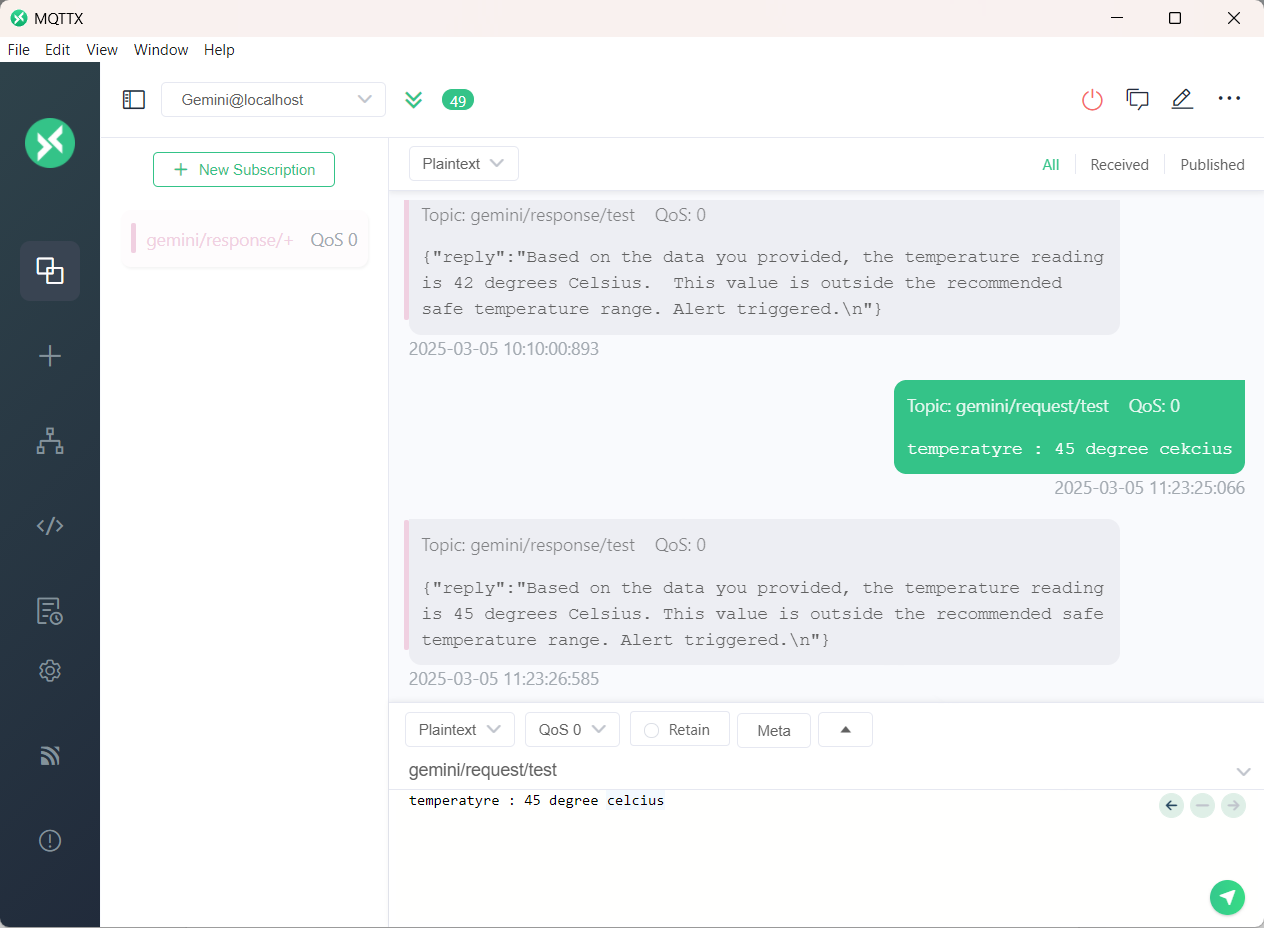 MQTTX
File Edit View Window Help
Gemini@localhost 49
+ New Subscription
gemini/response/+ QoS 0
Plaintext All Received Published
Topic: gemini/response/test QoS: 0
{"reply":"Based on the data you provided, the temperature reading
is 42 degrees Celsius.  This value is outside the recommended
safe temperature range. Alert triggered.\n"}
2025-03-05 10:10:00:893
Topic: gemini/request/test QoS: 0
temperatyre : 45 degree cekcius
2025-03-05 11:23:25:066
Topic: gemini/response/test QoS: 0
{"reply":"Based on the data you provided, the temperature reading
is 45 degrees Celsius. This value is outside the recommended safe
temperature range. Alert triggered.\n"}
2025-03-05 11:23:26:585
Plaintext QoS 0 Retain Meta
gemini/request/test
temperatyre : 45 degree celcius